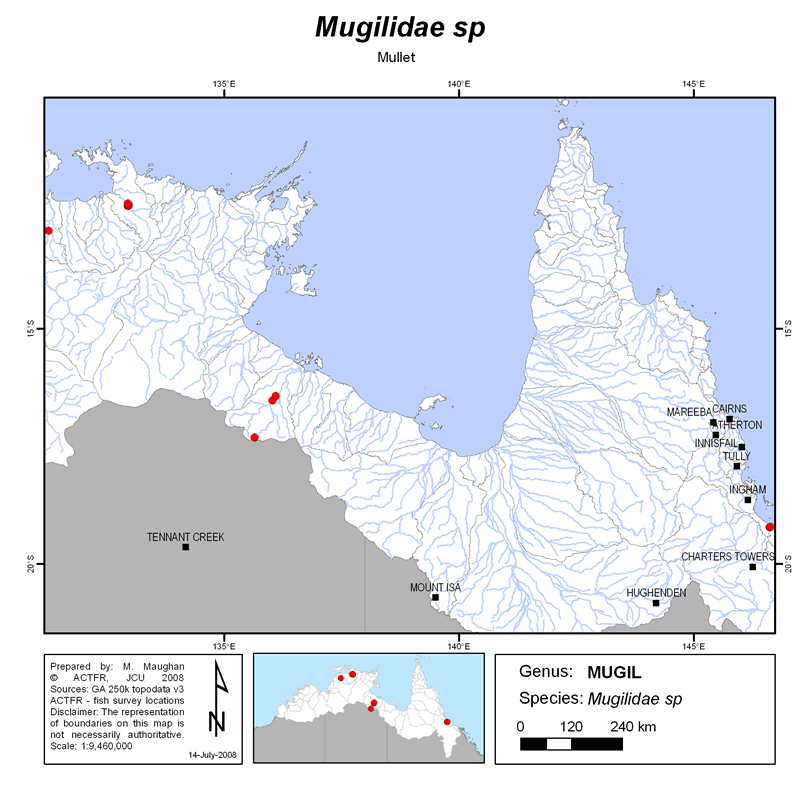 Mugilidae sp
Mullet
135°E 140°E 145°E
15°S 15°S
MAREEBA CAIRNS
ATHERTON
INNISFAIL
TULLY
INGHAM
TENNANT CREEK
CHARTERS TOWERS
20°S 20°S
MOUNT ISA
HUGHENDEN
135°E 140°E 145°E
Prepared by: M. Maughan
© ACTFR, JCU 2008
Sources: GA 250k topodata v3
ACTFR - fish survey locations
Disclaimer: The representation
of boundaries on this map is
not necessarily authoritative.
Scale: 1:9,460,000
N
14-July-2008
Genus: MUGIL
Species: Mugilidae sp
0 120 240 km